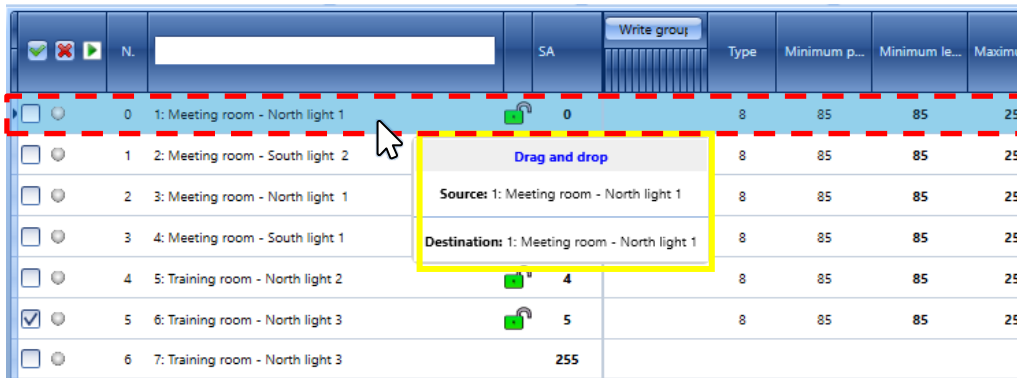 Write group
N. SA Type Minimum p... Minimum le... Maximu
0 1: Meeting room - North light 1 0 8 85 85 25
1 2: Meeting room - South light 2 8 85 85 25
Drag and drop
2 3: Meeting room - North light 1 8 85 85 25
Source: 1: Meeting room - North light 1
3 4: Meeting room - South light 1 8 85 85 25
Destination: 1: Meeting room - North light 1
4 5: Training room - North light 2 4 8 85 85 25
5 6: Training room - North light 3 5 8 85 85 25
6 7: Training room - North light 3 255